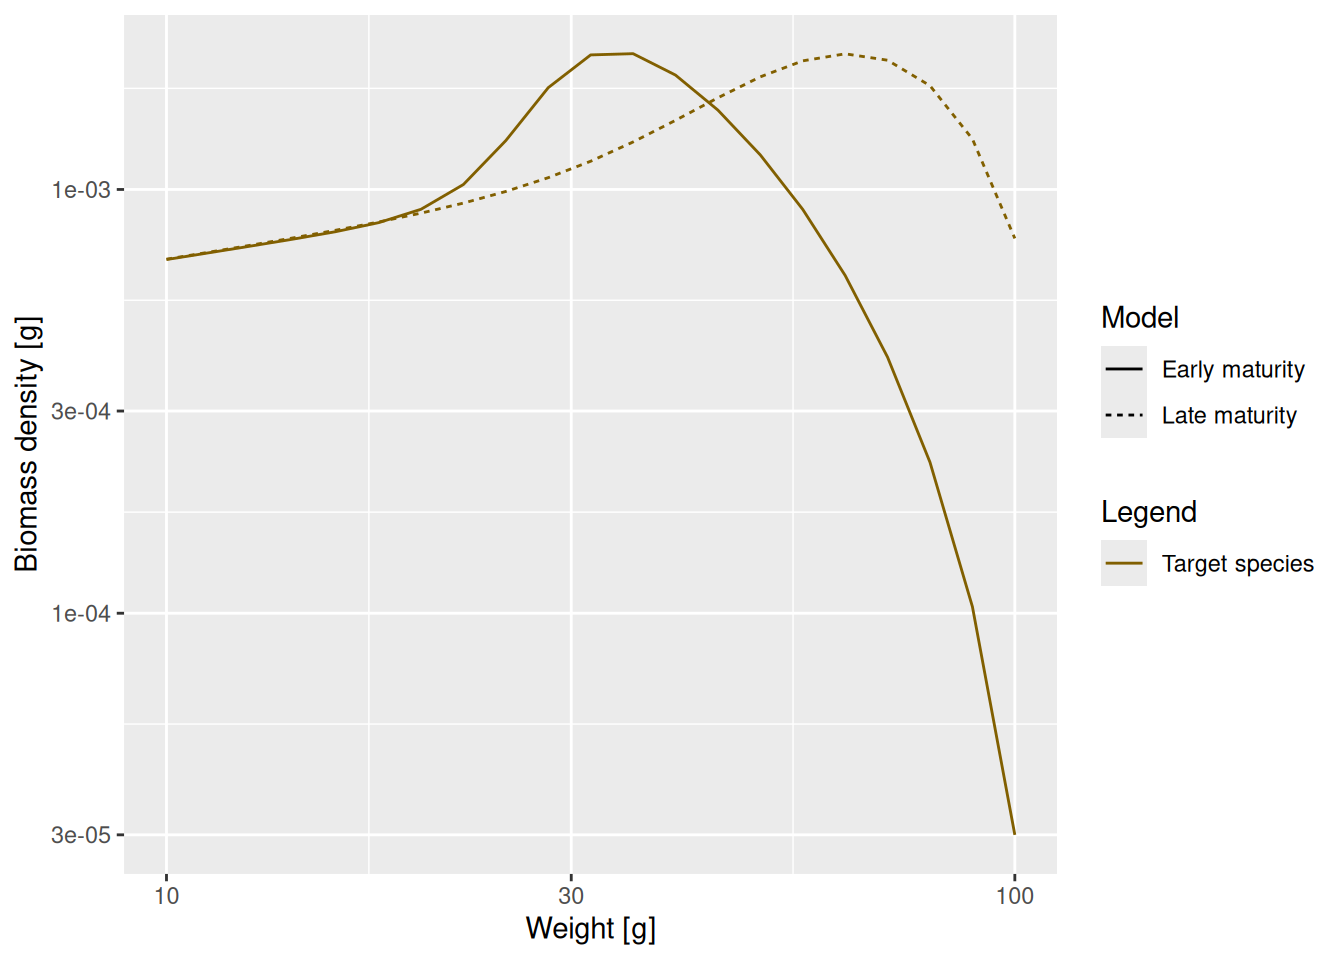 Biomass density [g]
1e-03
3e-04
1e-04
3e-05
10
30
100
Weight [g]
Model
Early maturity
Late maturity
Legend
Target species